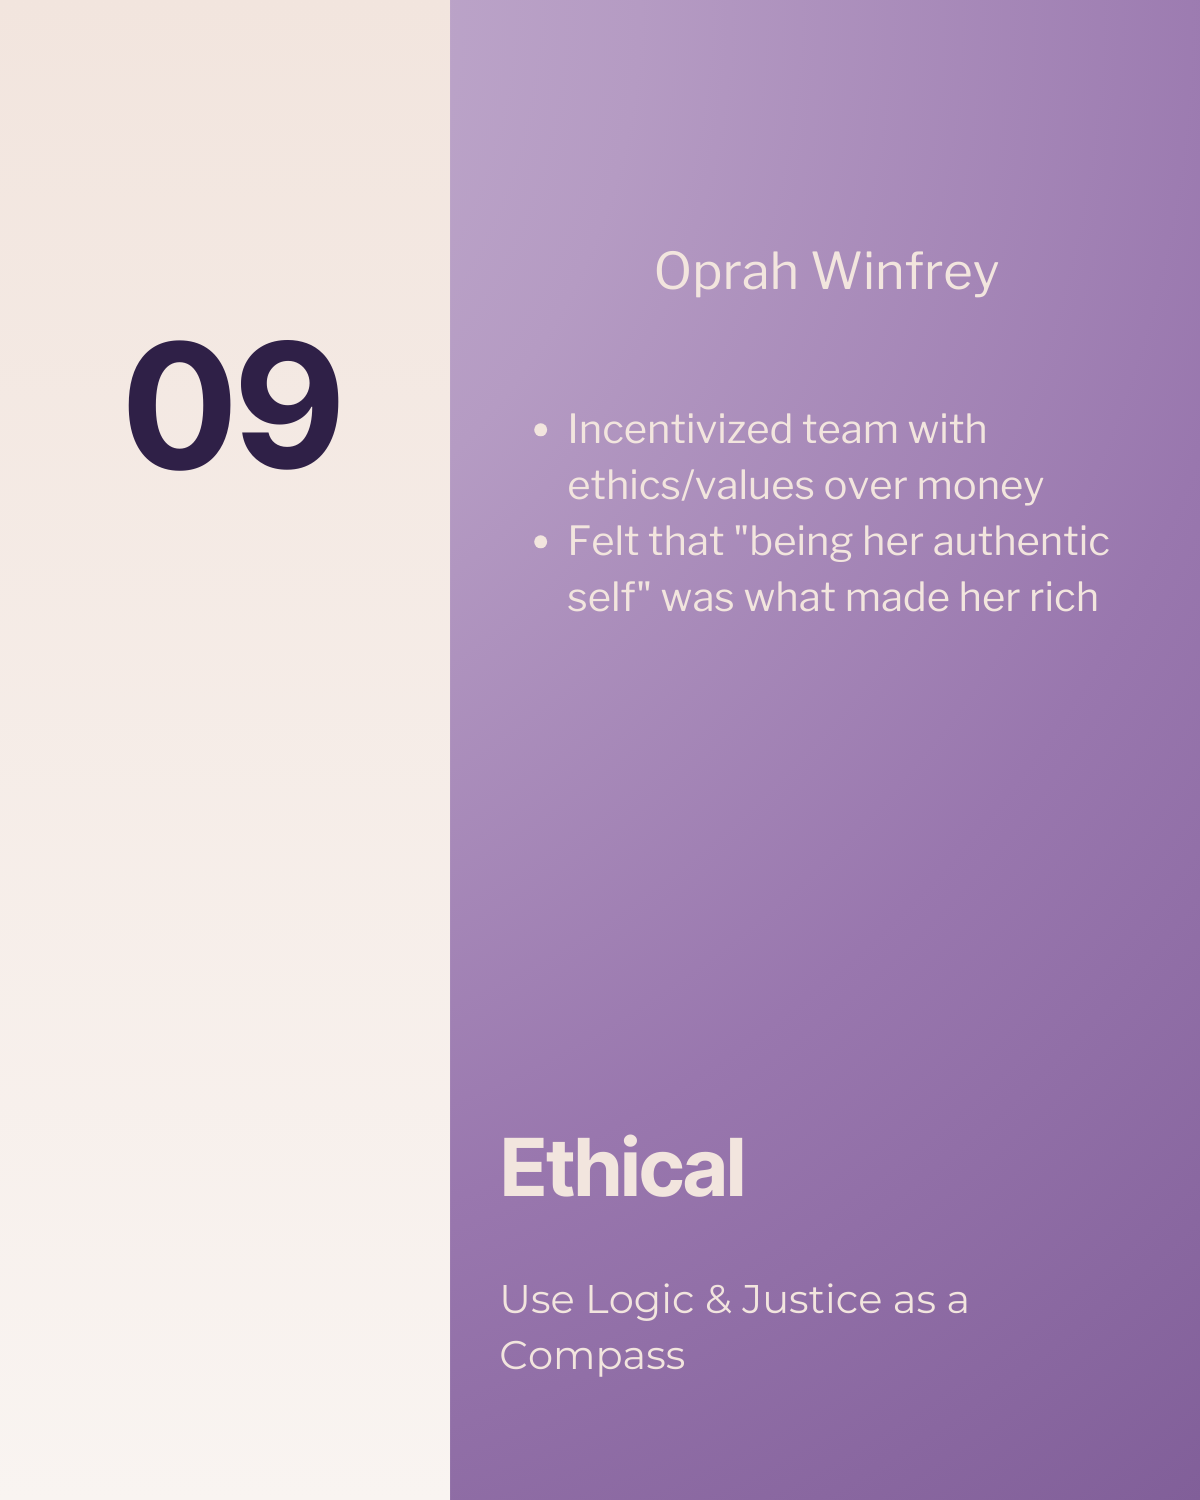 09
Oprah Winfrey
• Incentivized team with
ethics/values over money
• Felt that "being her authentic
self" was what made her rich
Ethical
Use Logic & Justice as a
Compass